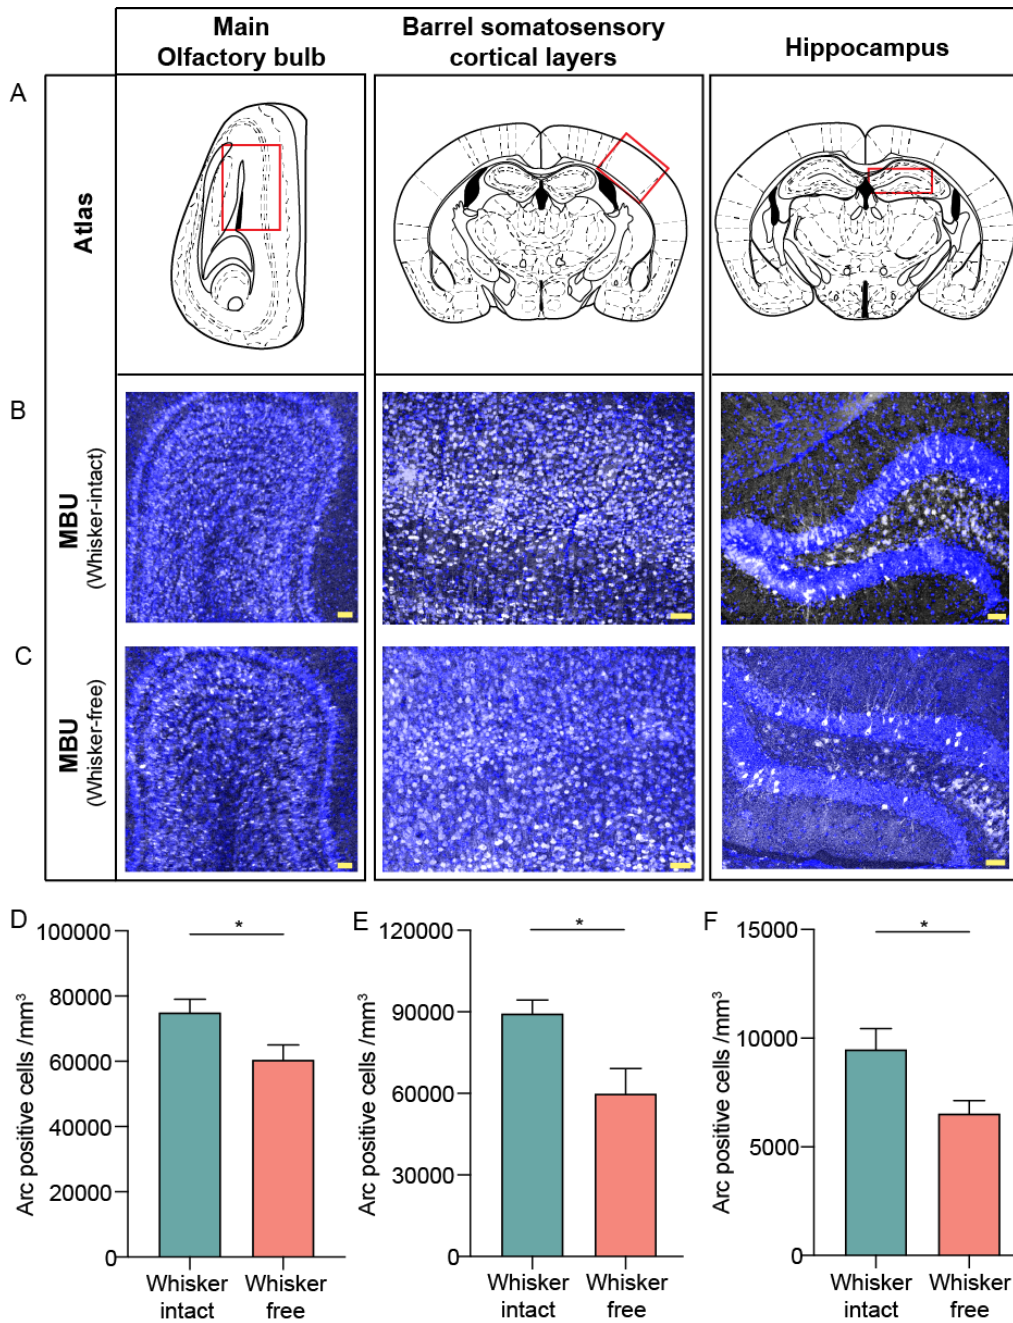 Main
Olfactory bulb
Barrel somatosensory
cortical layers
Hippocampus
A
Atlas
B
MBU
(Whisker-intact)
C
MBU
(Whisker-free)
D
Arc positive cells /mm³
100000
80000
60000
40000
20000
0
*
Whisker
intact
Whisker
free
E
Arc positive cells /mm³
120000
90000
60000
30000
0
*
Whisker
intact
Whisker
free
F
Arc positive cells /mm³
15000
10000
5000
0
*
Whisker
intact
Whisker
free